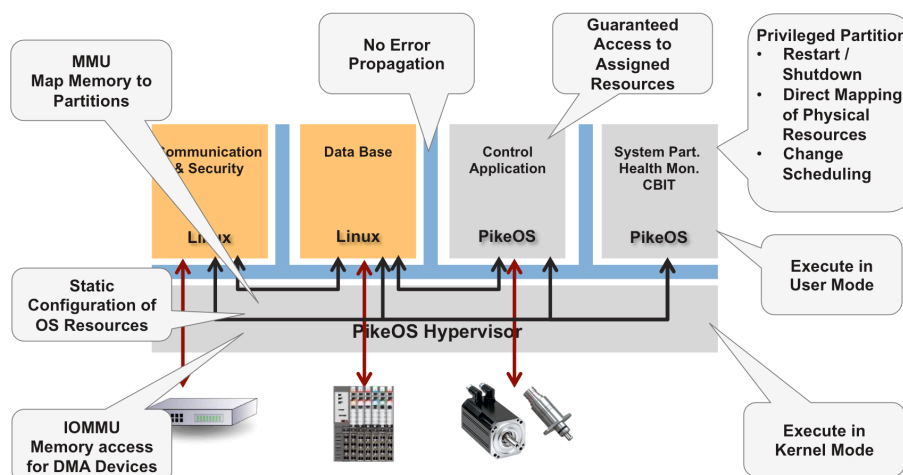 MMU
Map Memory to
Partitions
No Error
Propagation
Guaranteed
Access to
Assigned
Resources
Privileged Partition
• Restart /
Shutdown
• Direct Mapping
of Physical
Resources
• Change
Scheduling
Communication
& Security
Linux
Data Base
Linux
Control
Application
PikeOS
System Part.
Health Mon.
CBIT
PikeOS
Static
Configuration of
OS Resources
Execute in
User Mode
PikeOS Hypervisor
IOMMU
Memory access
for DMA Devices
Execute in
Kernel Mode